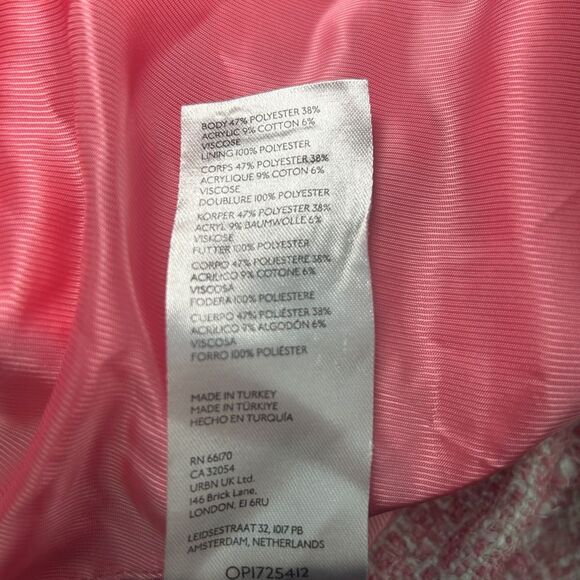 BODY 47% POLYESTER 38%
ACRYLIC 9% COTTON 6%
VISCOSE
LINING 100% POLYESTER
CORPS 47% POLYESTER 38%
ACRYLIQUE 9% COTON 6%
VISCOSE
DOUBLURE 100% POLYESTER
KÖRPER 47% POLYESTER 38%
ACRYL 9% BAUMWOLLE 6%
VISKOSE
FUTTER 100% POLYESTER
CORPO 47% POLIESTERE 38%
ACRILICO 9% COTONE 6%
VISCOSA
FODERA 100% POLIESTERE
CUERPO 47% POLIÉSTER 38%
ACRÍLICO 9% ALGODÓN 6%
VISCOSA
FORRO 100% POLIÉSTER
MADE IN TURKEY
MADE IN TÜRKIYE
HECHO EN TURQUÍA
RN 66170
CA 32054
URBN UK Ltd.
146 Brick Lane,
LONDON, E1 6RU
LEIDSESTRAAT 32, 1017 PB
AMSTERDAM, NETHERLANDS
OP1725412